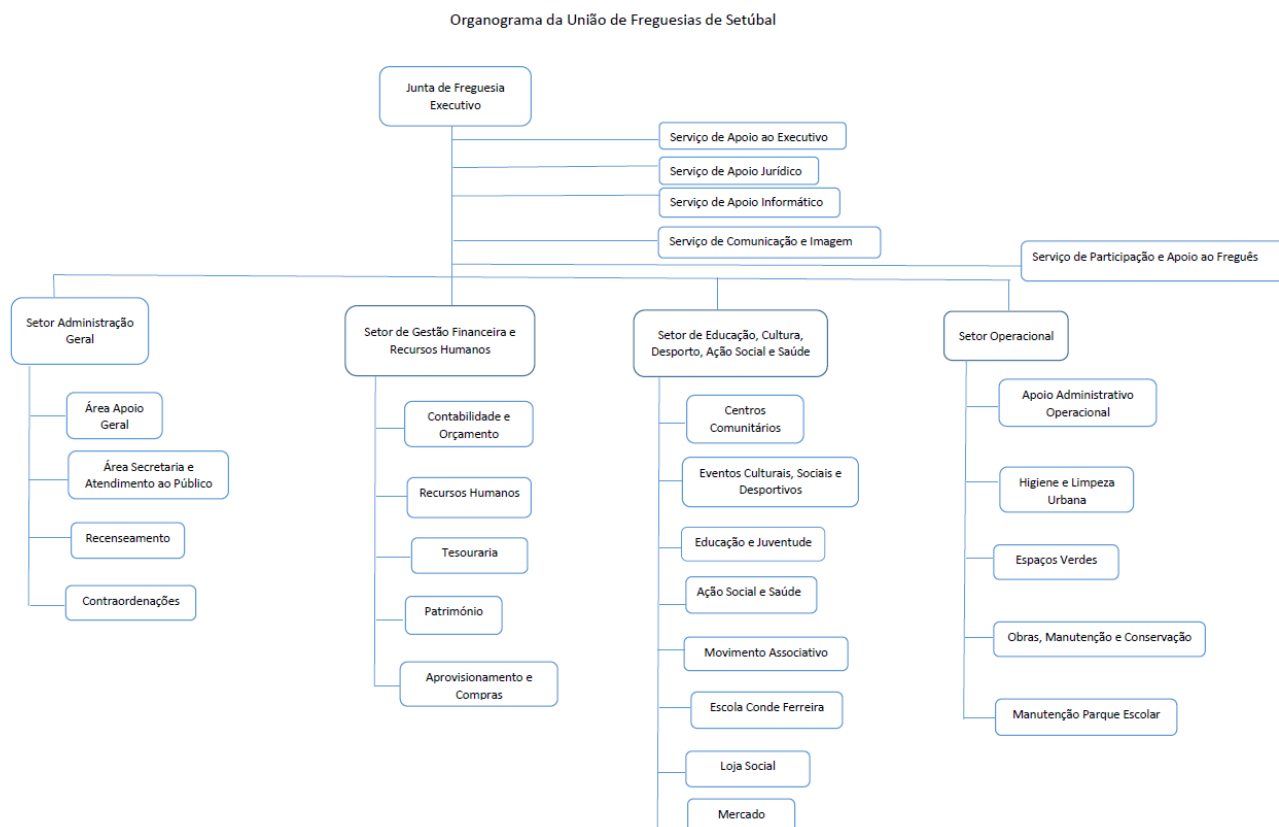 Organograma da União de Freguesias de Setúbal
Junta de Freguesia
Executivo
Serviço de Apoio ao Executivo
Serviço de Apoio Jurídico
Serviço de Apoio Informático
Serviço de Comunicação e Imagem
Serviço de Participação e Apoio ao Freguês
Setor Administração
Geral
Área Apoio
Geral
Área Secretaria e
Atendimento ao Público
Recenseamento
Contraordenações
Setor de Gestão Financeira e
Recursos Humanos
Contabilidade e
Orçamento
Recursos Humanos
Tesouraria
Património
Aprovisionamento e
Compras
Setor de Educação, Cultura,
Desporto, Ação Social e Saúde
Centros
Comunitários
Eventos Culturais, Sociais e
Desportivos
Educação e Juventude
Ação Social e Saúde
Movimento Associativo
Escola Conde Ferreira
Loja Social
Mercado
Setor Operacional
Apoio Administrativo
Operacional
Higiene e Limpeza
Urbana
Espaços Verdes
Obras, Manutenção e Conservação
Manutenção Parque Escolar